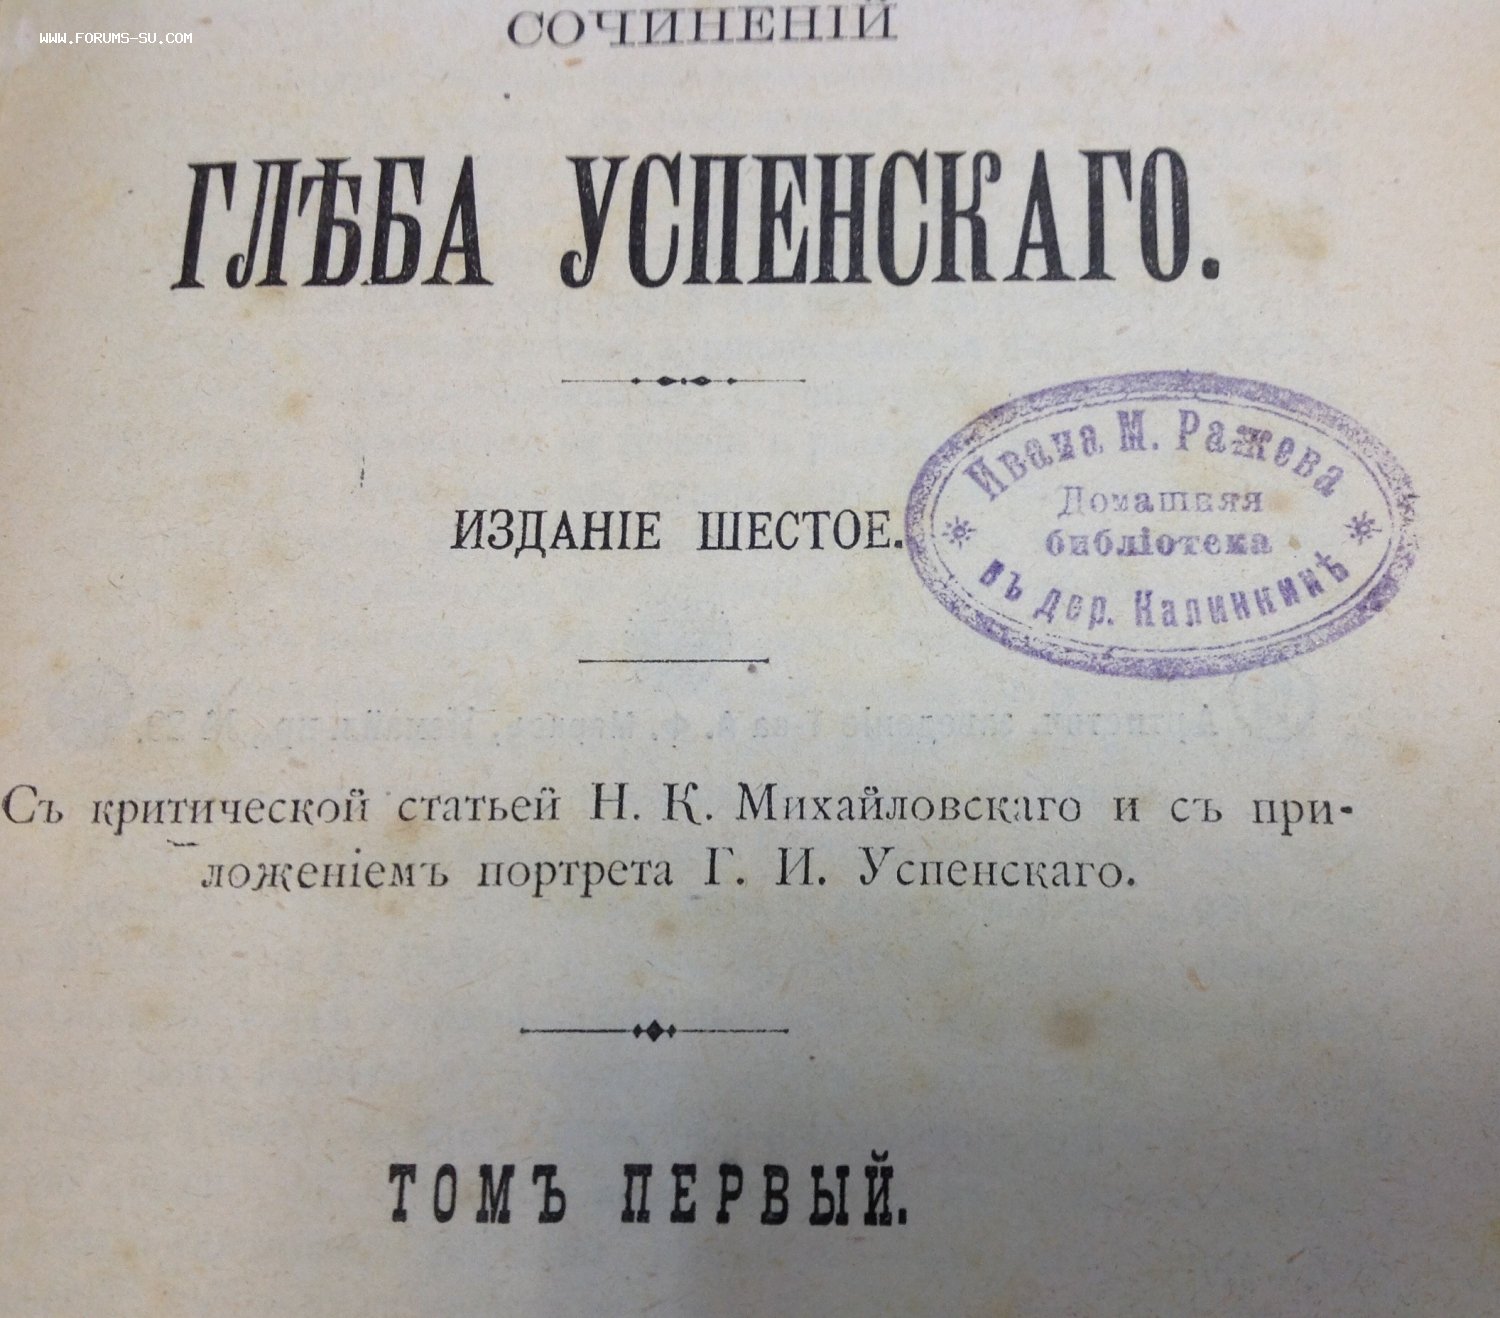 WWW.FORUMS-SU.COM
СОЧИНЕНІЙ
ГЛѢБА УСПЕНСКАГО.
ИЗДАНІЕ ШЕСТОЕ.
Ивана М. Ражева
Домашняя
библіотека
въ дер. Калинкинѣ
Съ критической статьей Н. К. Михайловскаго и съ при-
ложеніемъ портрета Г. И. Успенскаго.
ТОМЪ ПЕРВЫЙ.